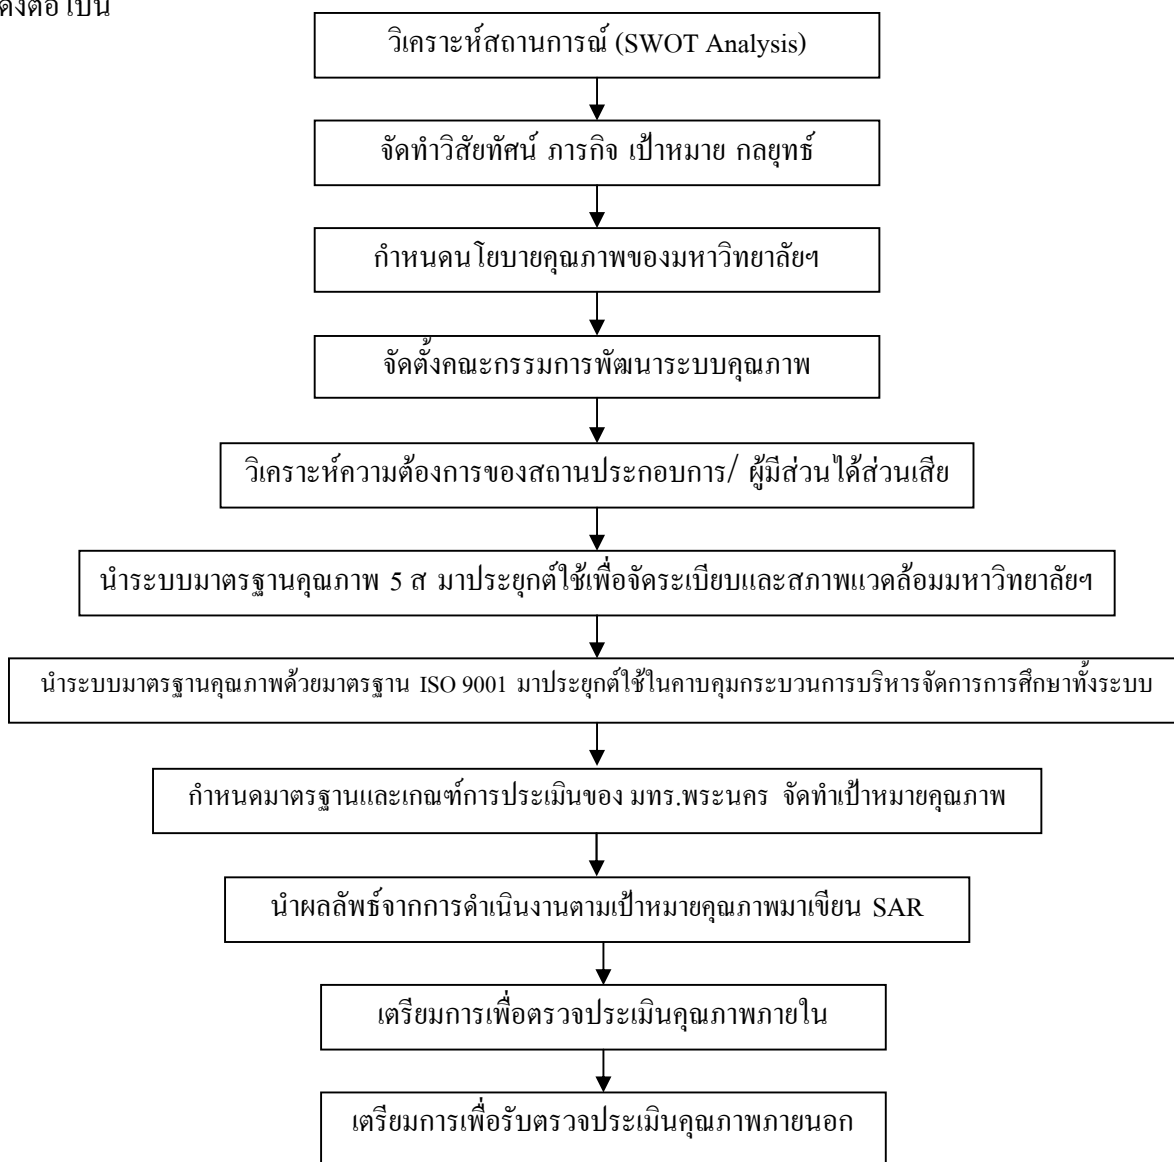 วิเคราะห์สถานการณ์ (SWOT Analysis)
จัดทำวิสัยทัศน์ ภารกิจ เป้าหมาย กลยุทธ์
กำหนดนโยบายคุณภาพของมหาวิทยาลัยฯ
จัดตั้งคณะกรรมการพัฒนาระบบคุณภาพ
วิเคราะห์ความต้องการของสถานประกอบการ/ ผู้มีส่วนได้ส่วนเสีย
นำระบบมาตรฐานคุณภาพ 5 ส มาประยุกต์ใช้เพื่อจัดระเบียบและสภาพแวดล้อมมหาวิทยาลัยฯ
นำระบบมาตรฐานคุณภาพด้วยมาตรฐาน ISO 9001 มาประยุกต์ใช้ในคาบคุมกระบวนการบริหารจัดการการศึกษาทั้งระบบ
กำหนดมาตรฐานและเกณฑ์การประเมินของ มทร.พระนคร จัดทำเป้าหมายคุณภาพ
นำผลลัพธ์จากการดำเนินงานตามเป้าหมายคุณภาพมาเขียน SAR
เตรียมการเพื่อตรวจประเมินคุณภาพภายใน
เตรียมการเพื่อรับตรวจประเมินคุณภาพภายนอก